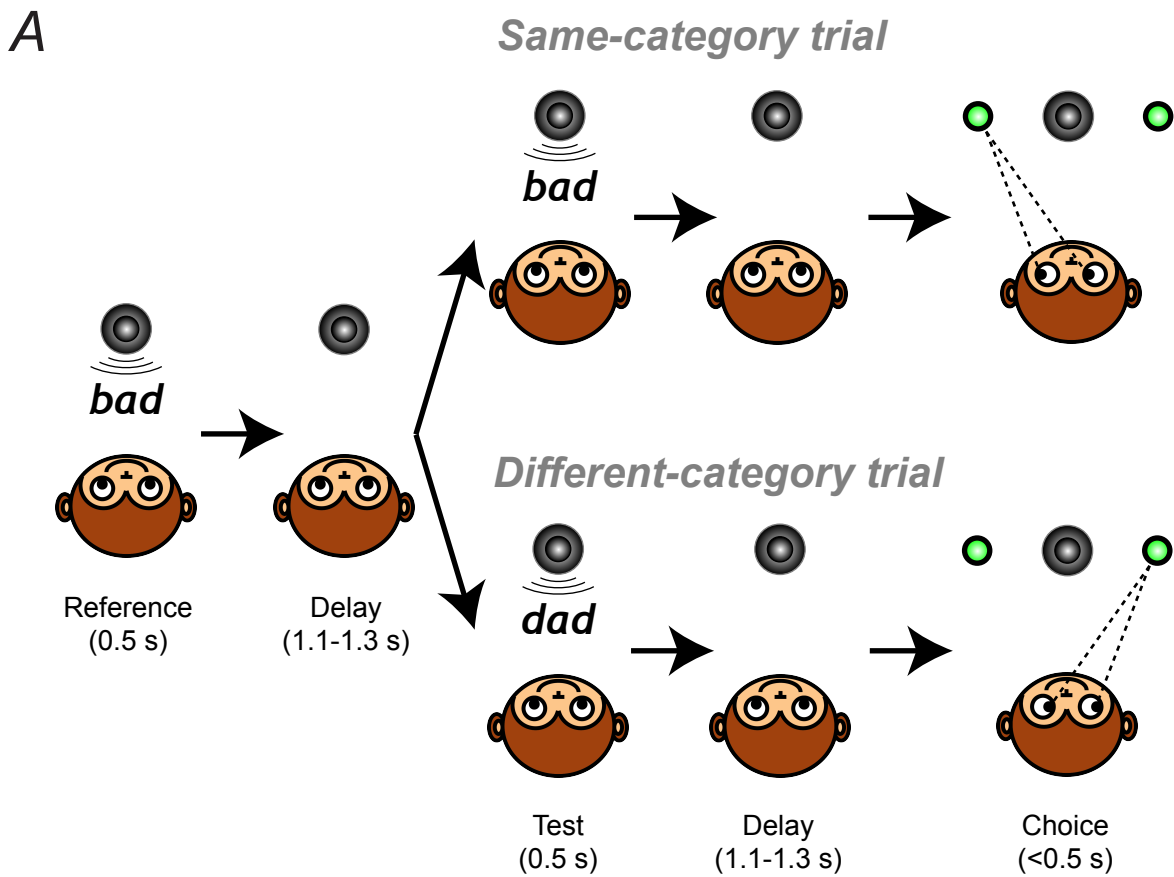 A
Same-category trial
bad
bad
Different-category trial
dad
Reference
(0.5 s)
Delay
(1.1-1.3 s)
Test
(0.5 s)
Delay
(1.1-1.3 s)
Choice
(<0.5 s)